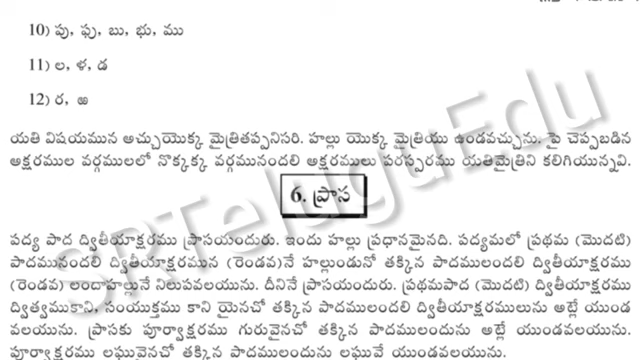 10) పు, ఫు, బు, భు, ము
11) ల, ళ, డ
12) ర, ఱ
యతి విషయమున అచ్చుయొక్క మైత్రితప్పనిసరి. హల్లు యొక్క మైత్రియు ఉండవచ్చును. పై చెప్పబడిన
అక్షరముల వర్గములలో నొక్కక్క వర్గమునందలి అక్షరములు పరస్పరము యతిమైత్రిని కలిగియున్నవి.
6. ప్రాస
పద్య పాద ద్వితీయాక్షరము ప్రాసయందురు. ఇందు హల్లు ప్రధానమైనది. పద్యములో ప్రథమ (మొదటి)
పాదమునందలి ద్వితీయాక్షరమున (రెండవ)నే హల్లుండునో తక్కిన పాదములందలి ద్వితీయాక్షరము
(రెండవ) లందాహల్లునే నిలుపవలయును. దీనినే ప్రాసయందురు. ప్రథమపాద (మొదటి) ద్వితీయాక్షరము
ద్విత్వముకాని, సంయుక్తము కాని యైనచో తక్కిన పాదములందలి ద్వితీయాక్షరములును అట్లే యుండ
వలయును. ప్రాసకు పూర్వాక్షరము గురువైనచో తక్కిన పాదములందును అట్లే యుండవలయును.
పూర్వాక్షరము లఘువైనచో తక్కిన పాదములందును లఘువే యుండవలయును.
SRTeluguEdu